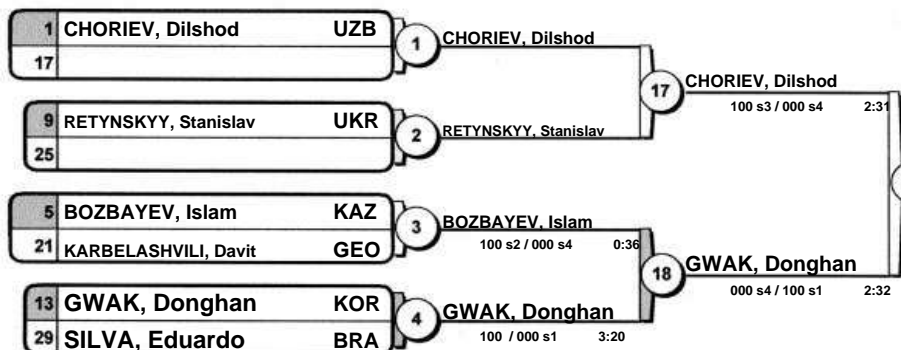 1 CHORIEV, Dilshod UZB
17
1
CHORIEV, Dilshod
9 RETYNSKYY, Stanislav UKR
25
2
RETYNSKYY, Stanislav
17
CHORIEV, Dilshod
100 s3 / 000 s4 2:31
5 BOZBAYEV, Islam KAZ
21 KARBELASHVILI, Davit GEO
3
BOZBAYEV, Islam
100 s2 / 000 s4 0:36
13 GWAK, Donghan KOR
29 SILVA, Eduardo BRA
4
GWAK, Donghan
100 / 000 s1 3:20
18
GWAK, Donghan
000 s4 / 100 s1 2:32